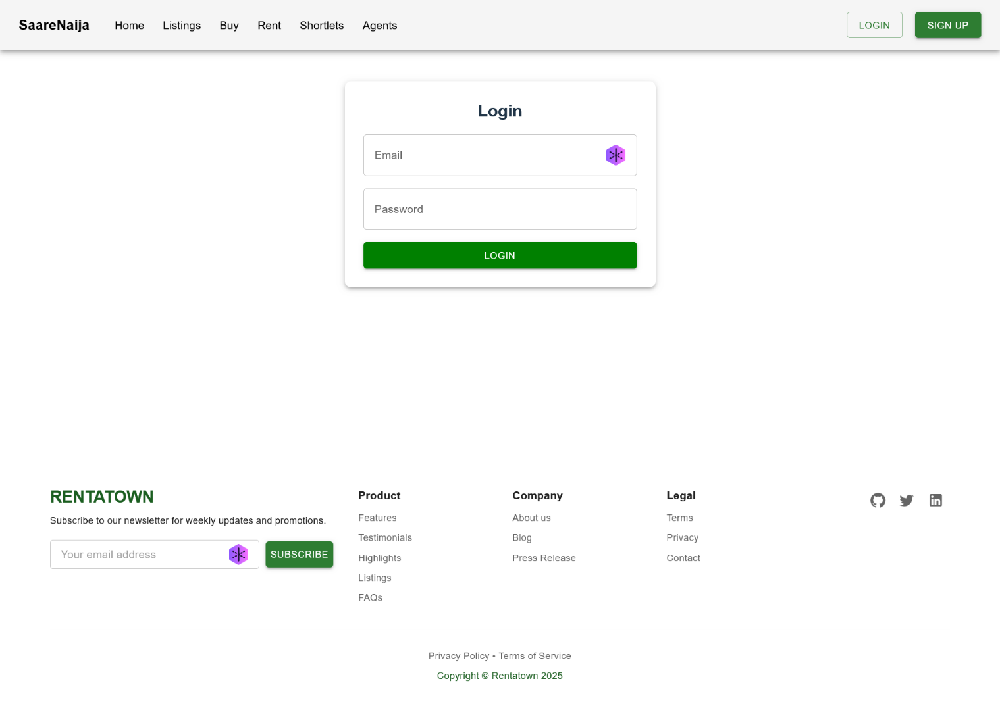 SaareNaija
Home
Listings
Buy
Rent
Shortlets
Agents
LOGIN
SIGN UP
Login
Email
Password
LOGIN
RENTATOWN
Subscribe to our newsletter for weekly updates and promotions.
Your email address
SUBSCRIBE
Product
Features
Testimonials
Highlights
Listings
FAQs
Company
About us
Blog
Press Release
Legal
Terms
Privacy
Contact
Privacy Policy • Terms of Service
Copyright © Rentatown 2025